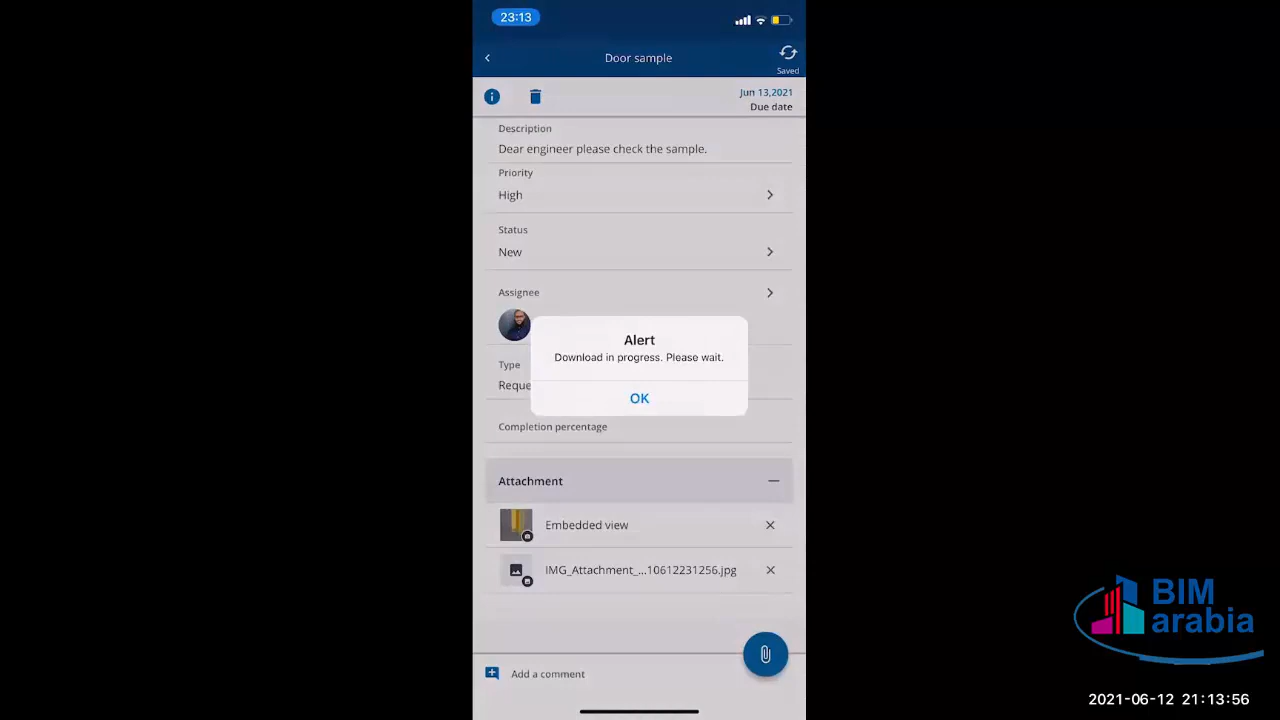 23:13
Door sample
Saved
Jun 13,2021
Due date
Description
Dear engineer please check the sample.
Priority
High
Status
New
Assignee
Alert
Download in progress. Please wait.
OK
Type
Reque
Completion percentage
Attachment
Embedded view
IMG_Attachment_...10612231256.jpg
Add a comment
BIM
arabia
2021-06-12 21:13:56